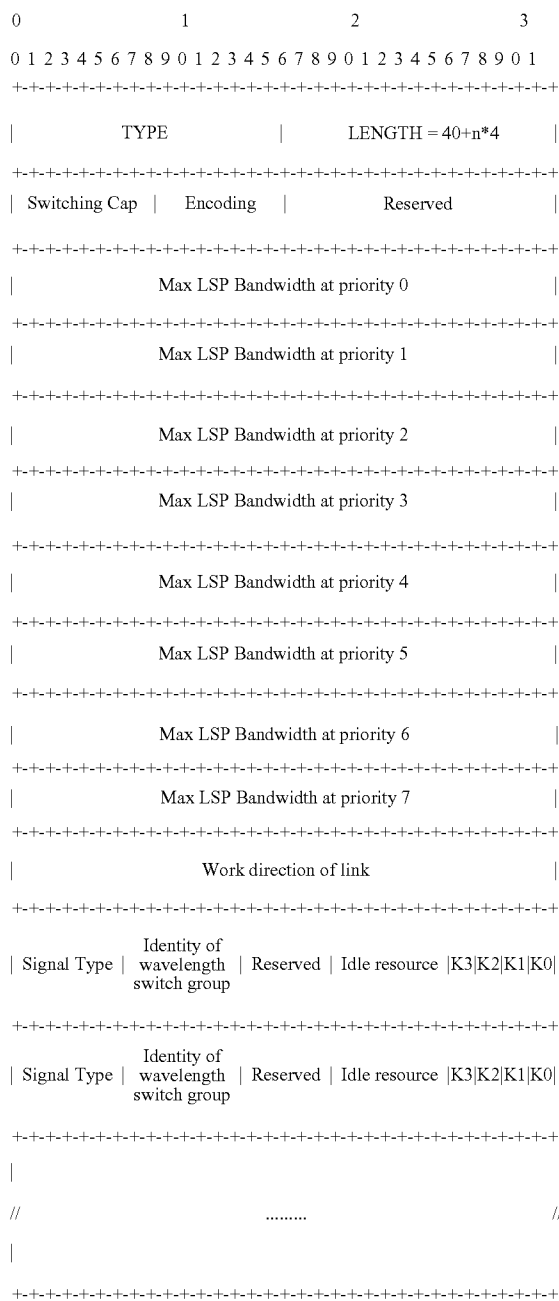 0 1 2 3
0 1 2 3 4 5 6 7 8 9 0 1 2 3 4 5 6 7 8 9 0 1 2 3 4 5 6 7 8 9 0 1
+-+-+-+-+-+-+-+-+-+-+-+-+-+-+-+-+-+-+-+-+-+-+-+-+-+-+-+-+-+-+-+-+
| TYPE | LENGTH = 40+n*4 |
+-+-+-+-+-+-+-+-+-+-+-+-+-+-+-+-+-+-+-+-+-+-+-+-+-+-+-+-+-+-+-+-+
| Switching Cap | Encoding | Reserved |
+-+-+-+-+-+-+-+-+-+-+-+-+-+-+-+-+-+-+-+-+-+-+-+-+-+-+-+-+-+-+-+-+
| Max LSP Bandwidth at priority 0 |
+-+-+-+-+-+-+-+-+-+-+-+-+-+-+-+-+-+-+-+-+-+-+-+-+-+-+-+-+-+-+-+-+
| Max LSP Bandwidth at priority 1 |
+-+-+-+-+-+-+-+-+-+-+-+-+-+-+-+-+-+-+-+-+-+-+-+-+-+-+-+-+-+-+-+-+
| Max LSP Bandwidth at priority 2 |
+-+-+-+-+-+-+-+-+-+-+-+-+-+-+-+-+-+-+-+-+-+-+-+-+-+-+-+-+-+-+-+-+
| Max LSP Bandwidth at priority 3 |
+-+-+-+-+-+-+-+-+-+-+-+-+-+-+-+-+-+-+-+-+-+-+-+-+-+-+-+-+-+-+-+-+
| Max LSP Bandwidth at priority 4 |
+-+-+-+-+-+-+-+-+-+-+-+-+-+-+-+-+-+-+-+-+-+-+-+-+-+-+-+-+-+-+-+-+
| Max LSP Bandwidth at priority 5 |
+-+-+-+-+-+-+-+-+-+-+-+-+-+-+-+-+-+-+-+-+-+-+-+-+-+-+-+-+-+-+-+-+
| Max LSP Bandwidth at priority 6 |
+-+-+-+-+-+-+-+-+-+-+-+-+-+-+-+-+-+-+-+-+-+-+-+-+-+-+-+-+-+-+-+-+
| Max LSP Bandwidth at priority 7 |
+-+-+-+-+-+-+-+-+-+-+-+-+-+-+-+-+-+-+-+-+-+-+-+-+-+-+-+-+-+-+-+-+
| Work direction of link |
+-+-+-+-+-+-+-+-+-+-+-+-+-+-+-+-+-+-+-+-+-+-+-+-+-+-+-+-+-+-+-+-+
Identity of
| Signal Type | wavelength | Reserved | Idle resource |K3|K2|K1|K0|
switch group
+-+-+-+-+-+-+-+-+-+-+-+-+-+-+-+-+-+-+-+-+-+-+-+-+-+-+-+-+-+-+-+-+
Identity of
| Signal Type | wavelength | Reserved | Idle resource |K3|K2|K1|K0|
switch group
+-+-+-+-+-+-+-+-+-+-+-+-+-+-+-+-+-+-+-+-+-+-+-+-+-+-+-+-+-+-+-+-+
|
// ......... //
|
+-+-+-+-+-+-+-+-+-+-+-+-+-+-+-+-+-+-+-+-+-+-+-+-+-+-+-+-+-+-+-+-+